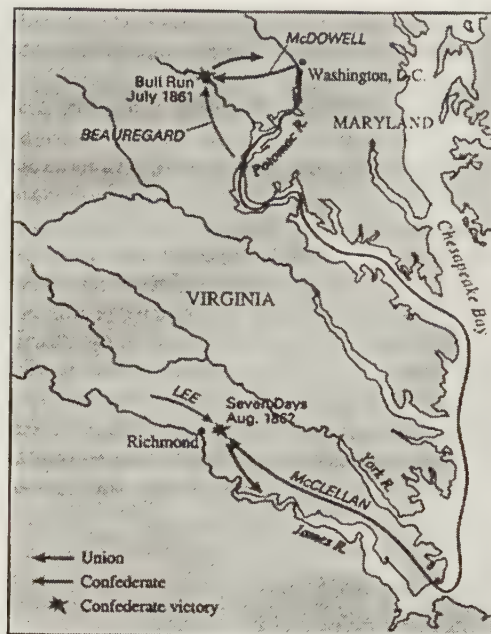 McDOWELL
Bull Run
July 1861
Washington, D.C.
BEAUREGARD
Potomac R.
MARYLAND
Chesapeake Bay
VIRGINIA
LEE
Seven Days
Aug. 1862
Richmond
McCLELLAN
York R.
James R.
Union
Confederate
Confederate victory